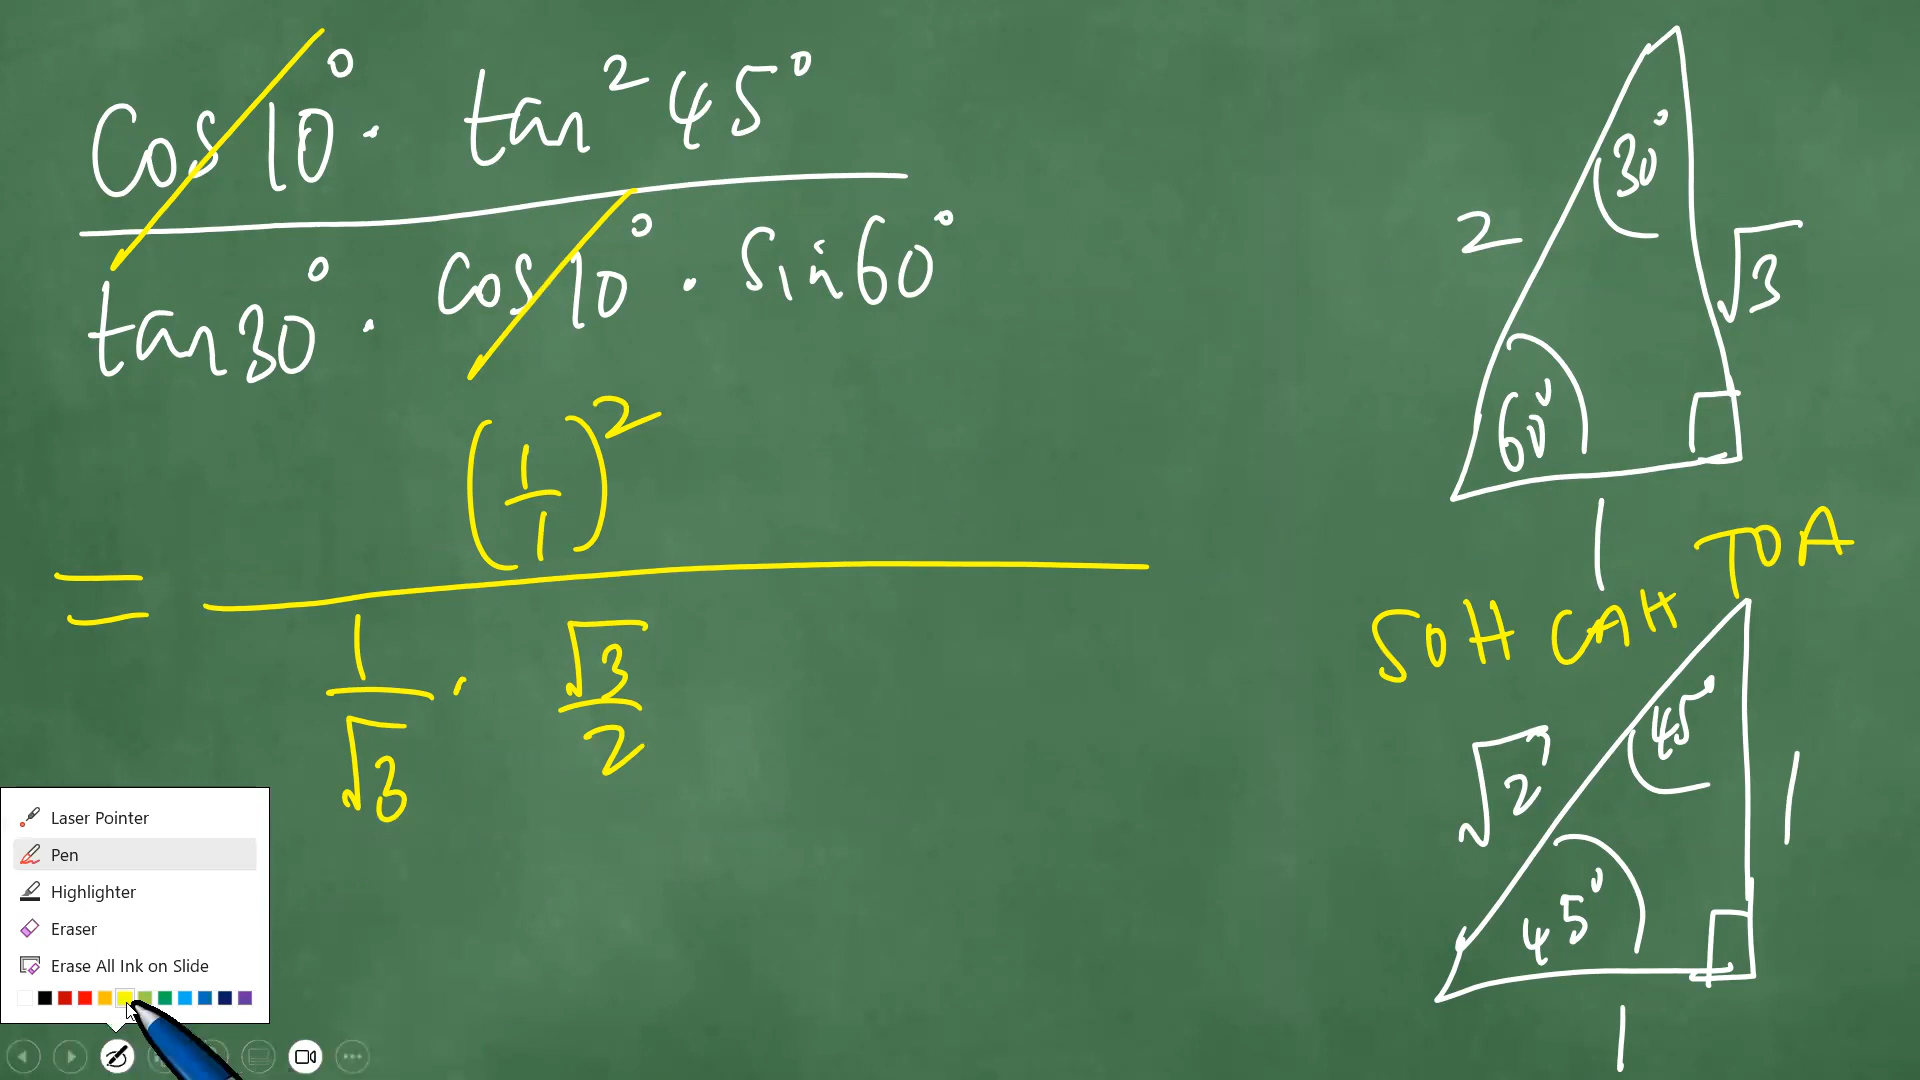 cos 10° · tan² 45°
tan 30° · cos 10° · sin 60°
= (1/1)²
1/√3 · √3/2
30°
2
√3
60°
1
SOH CAH TOA
45°
√2
1
45°
1
Laser Pointer
Pen
Highlighter
Eraser
Erase All Ink on Slide